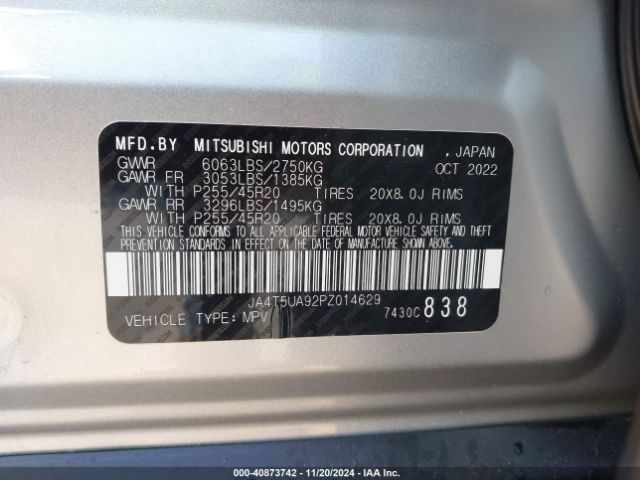 MFD.BY MITSUBISHI MOTORS CORPORATION , JAPAN
GVWR 6063LBS/2750KG OCT 2022
GAWR FR 3053LBS/1385KG
WITH P255/45R20 TIRES 20X8.0J RIMS
GAWR RR 3296LBS/1495KG
WITH P255/45R20 TIRES 20X8.0J RIMS
THIS VEHICLE CONFORMS TO ALL APPLICABLE FEDERAL MOTOR VEHICLE SAFETY AND THEFT
PREVENTION STANDARDS IN EFFECT ON THE DATE OF MANUFACTURE SHOWN ABOVE.
JA4T5UA92PZ014629
VEHICLE TYPE: MPV 7430C 838
000-40873742 - 11/20/2024 - IAA Inc.